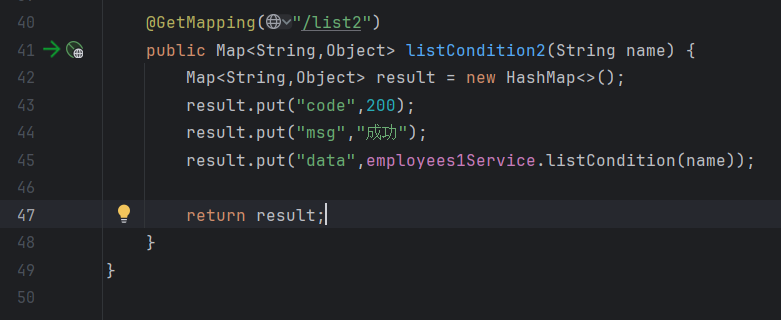 40 @GetMapping("/list2")
41 public Map<String,Object> listCondition2(String name) {
42 Map<String,Object> result = new HashMap<>();
43 result.put("code",200);
44 result.put("msg","成功");
45 result.put("data",employees1Service.listCondition(name));
46
47 return result;
48 }
49 }
50